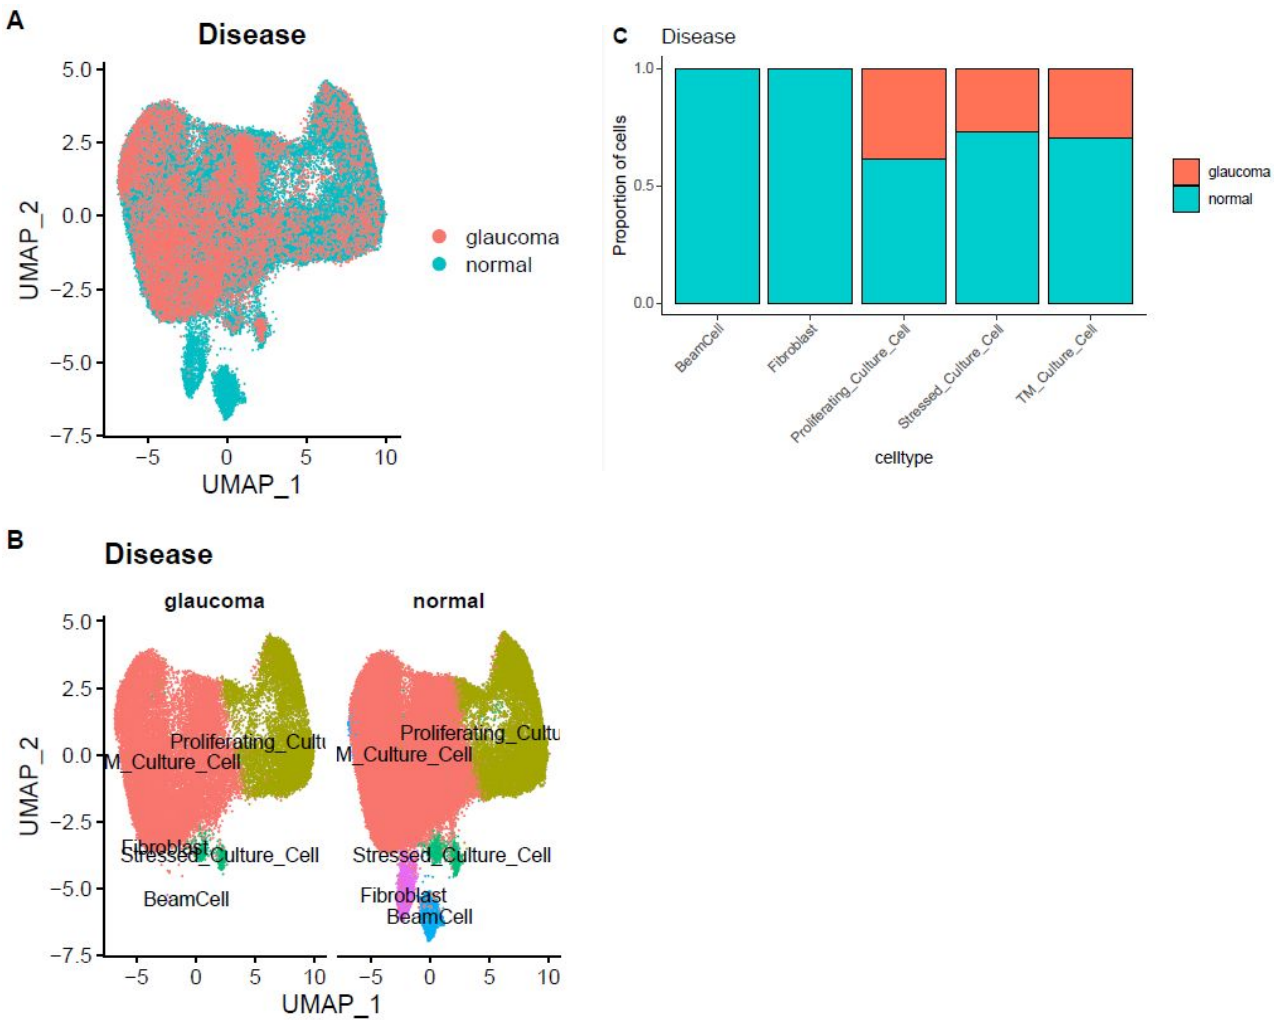 A
Disease
5.0
2.5
0.0
−2.5
−5.0
−7.5
UMAP_2
−5 0 5 10
UMAP_1
glaucoma
normal
C
Disease
1.0
0.5
0.0
Proportion of cells
BeamCell
Fibroblast
Proliferating_Culture_Cell
Stressed_Culture_Cell
TM_Culture_Cell
celltype
glaucoma
normal
B
Disease
glaucoma normal
5.0
2.5
0.0
−2.5
−5.0
−7.5
UMAP_2
Proliferating_Cultu
M_Culture_Cell
Fibroblast
Stressed_Culture_Cell
BeamCell
Proliferating_Cultu
M_Culture_Cell
Stressed_Culture_Cell
Fibroblast
BeamCell
−5 0 5 10 −5 0 5 10
UMAP_1